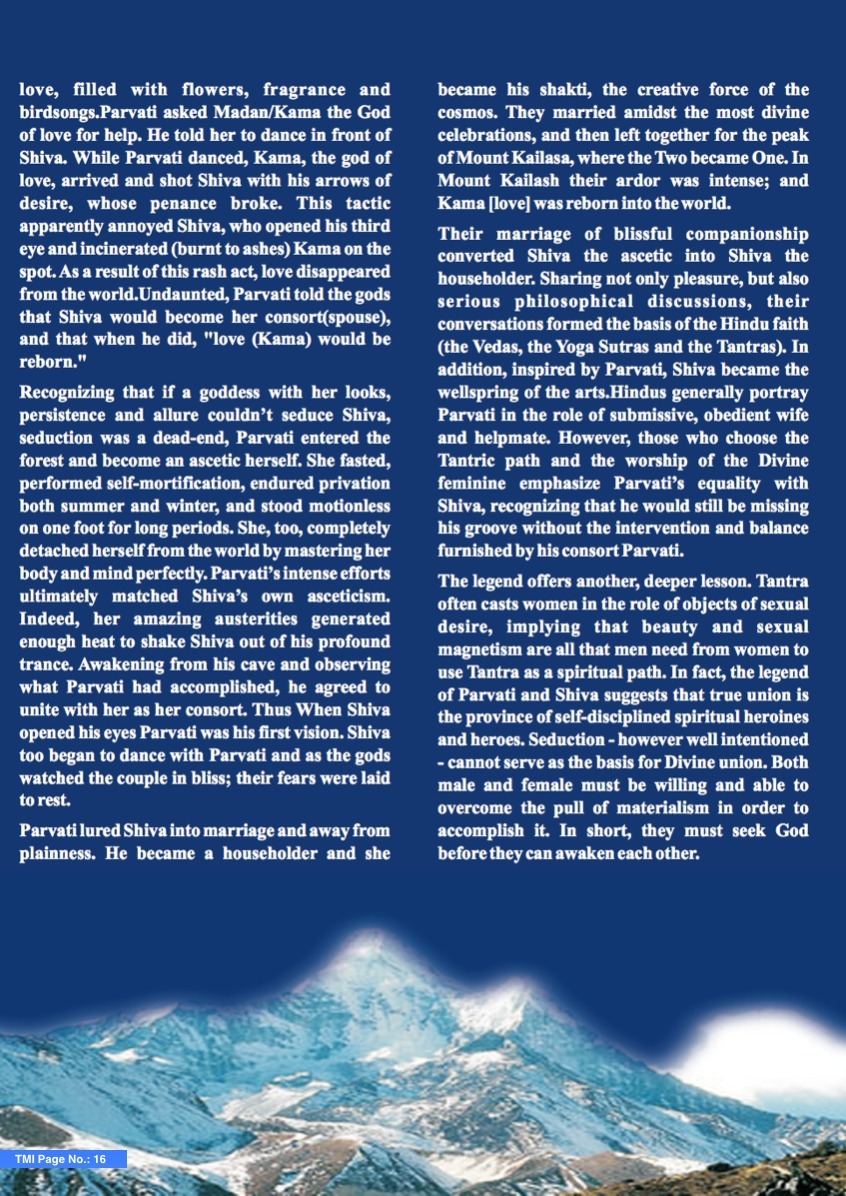 love, filled with flowers, fragrance and
birdsongs.Parvati asked Madan/Kama the God
of love for help. He told her to dance in front of
Shiva. While Parvati danced, Kama, the god of
love, arrived and shot Shiva with his arrows of
desire, whose penance broke. This tactic
apparently annoyed Shiva, who opened his third
eye and incinerated (burnt to ashes) Kama on the
spot. As a result of this rash act, love disappeared
from the world.Undaunted, Parvati told the gods
that Shiva would become her consort(spouse),
and that when he did, "love (Kama) would be
reborn."
Recognizing that if a goddess with her looks,
persistence and allure couldn’t seduce Shiva,
seduction was a dead-end, Parvati entered the
forest and become an ascetic herself. She fasted,
performed self-mortification, endured privation
both summer and winter, and stood motionless
on one foot for long periods. She, too, completely
detached herself from the world by mastering her
body and mind perfectly. Parvati’s intense efforts
ultimately matched Shiva’s own asceticism.
Indeed, her amazing austerities generated
enough heat to shake Shiva out of his profound
trance. Awakening from his cave and observing
what Parvati had accomplished, he agreed to
unite with her as her consort. Thus When Shiva
opened his eyes Parvati was his first vision. Shiva
too began to dance with Parvati and as the gods
watched the couple in bliss; their fears were laid
to rest.
Parvati lured Shiva into marriage and away from
plainness. He became a householder and she
became his shakti, the creative force of the
cosmos. They married amidst the most divine
celebrations, and then left together for the peak
of Mount Kailasa, where the Two became One. In
Mount Kailash their ardor was intense; and
Kama [love] was reborn into the world.
Their marriage of blissful companionship
converted Shiva the ascetic into Shiva the
householder. Sharing not only pleasure, but also
serious philosophical discussions, their
conversations formed the basis of the Hindu faith
(the Vedas, the Yoga Sutras and the Tantras). In
addition, inspired by Parvati, Shiva became the
wellspring of the arts.Hindus generally portray
Parvati in the role of submissive, obedient wife
and helpmate. However, those who choose the
Tantric path and the worship of the Divine
feminine emphasize Parvati’s equality with
Shiva, recognizing that he would still be missing
his groove without the intervention and balance
furnished by his consort Parvati.
The legend offers another, deeper lesson. Tantra
often casts women in the role of objects of sexual
desire, implying that beauty and sexual
magnetism are all that men need from women to
use Tantra as a spiritual path. In fact, the legend
of Parvati and Shiva suggests that true union is
the province of self-disciplined spiritual heroines
and heroes. Seduction - however well intentioned
- cannot serve as the basis for Divine union. Both
male and female must be willing and able to
overcome the pull of materialism in order to
accomplish it. In short, they must seek God
before they can awaken each other.
TMI Page No.: 16